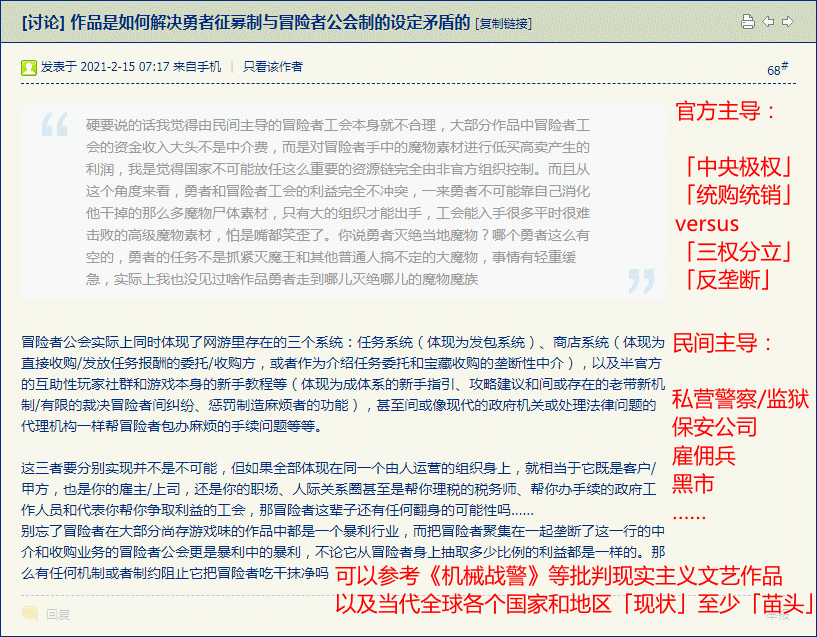 [讨论] 作品是如何解决勇者征募制与冒险者公会制的设定矛盾的 [复制链接]
发表于 2021-2-15 07:17 来自手机 | 只看该作者
68#
硬要说的话我觉得由民间主导的冒险者工会本身就不合理，大部分作品中冒险者工
会的资金收入大头不是中介费，而是对冒险者手中的魔物素材进行低买高卖产生的
利润，我是觉得国家不可能放任这么重要的资源链完全由非官方组织控制。而且从
这个角度来看，勇者和冒险者工会的利益完全不冲突，一来勇者不可能靠自己消化
他干掉的那么多魔物尸体素材，只有大的组织才能出手，工会能入手很多平时很难
击败的高级魔物素材，怕是嘴都笑歪了。你说勇者灭绝当地魔物？哪个勇者这么有
空的，勇者的任务不是抓紧灭魔王和其他普通人搞不定的大魔物，事情有轻重缓
急，实际上我也没见过啥作品勇者走到哪儿灭绝哪儿的魔物魔族
官方主导：
「中央极权」
「统购统销」
versus
「三权分立」
「反垄断」
冒险者公会实际上同时体现了网游里存在的三个系统：任务系统（体现为发包系统）、商店系统（体现为
直接收购/发放任务报酬的委托/收购方，或者作为介绍任务委托和宝藏收购的垄断性中介），以及半官方
的互助性玩家社群和游戏本身的新手教程等（体现为成体系的新手指引、攻略建议和间或存在的老带新机
制/有限的裁决冒险者间纠纷、惩罚制造麻烦者的功能），甚至间或像现代的政府机关或处理法律问题的
代理机构一样帮冒险者包办麻烦的手续问题等等。
民间主导：
私营警察/监狱
保安公司
雇佣兵
黑市
……
这三者要分别实现并不是不可能，但如果全部体现在同一个由人运营的组织身上，就相当于它既是客户/
甲方，也是你的雇主/上司，还是你的职场、人际关系圈甚至是帮你理税的税务师、帮你办手续的政府工
作人员和代表你帮你争取利益的工会，那冒险者这辈子还有任何翻身的可能性吗……
别忘了冒险者在大部分尚存游戏味的作品中都是一个暴利行业，而把冒险者聚集在一起垄断了这一行的中
介和收购业务的冒险者公会更是暴利中的暴利，不论它从冒险者身上抽取多少比例的利益都是一样的。那
么有任何机制或者制约阻止它把冒险者吃干抹净吗
可以参考《机械战警》等批判现实主义文艺作品
以及当代全球各个国家和地区「现状」至少「苗头」
回复